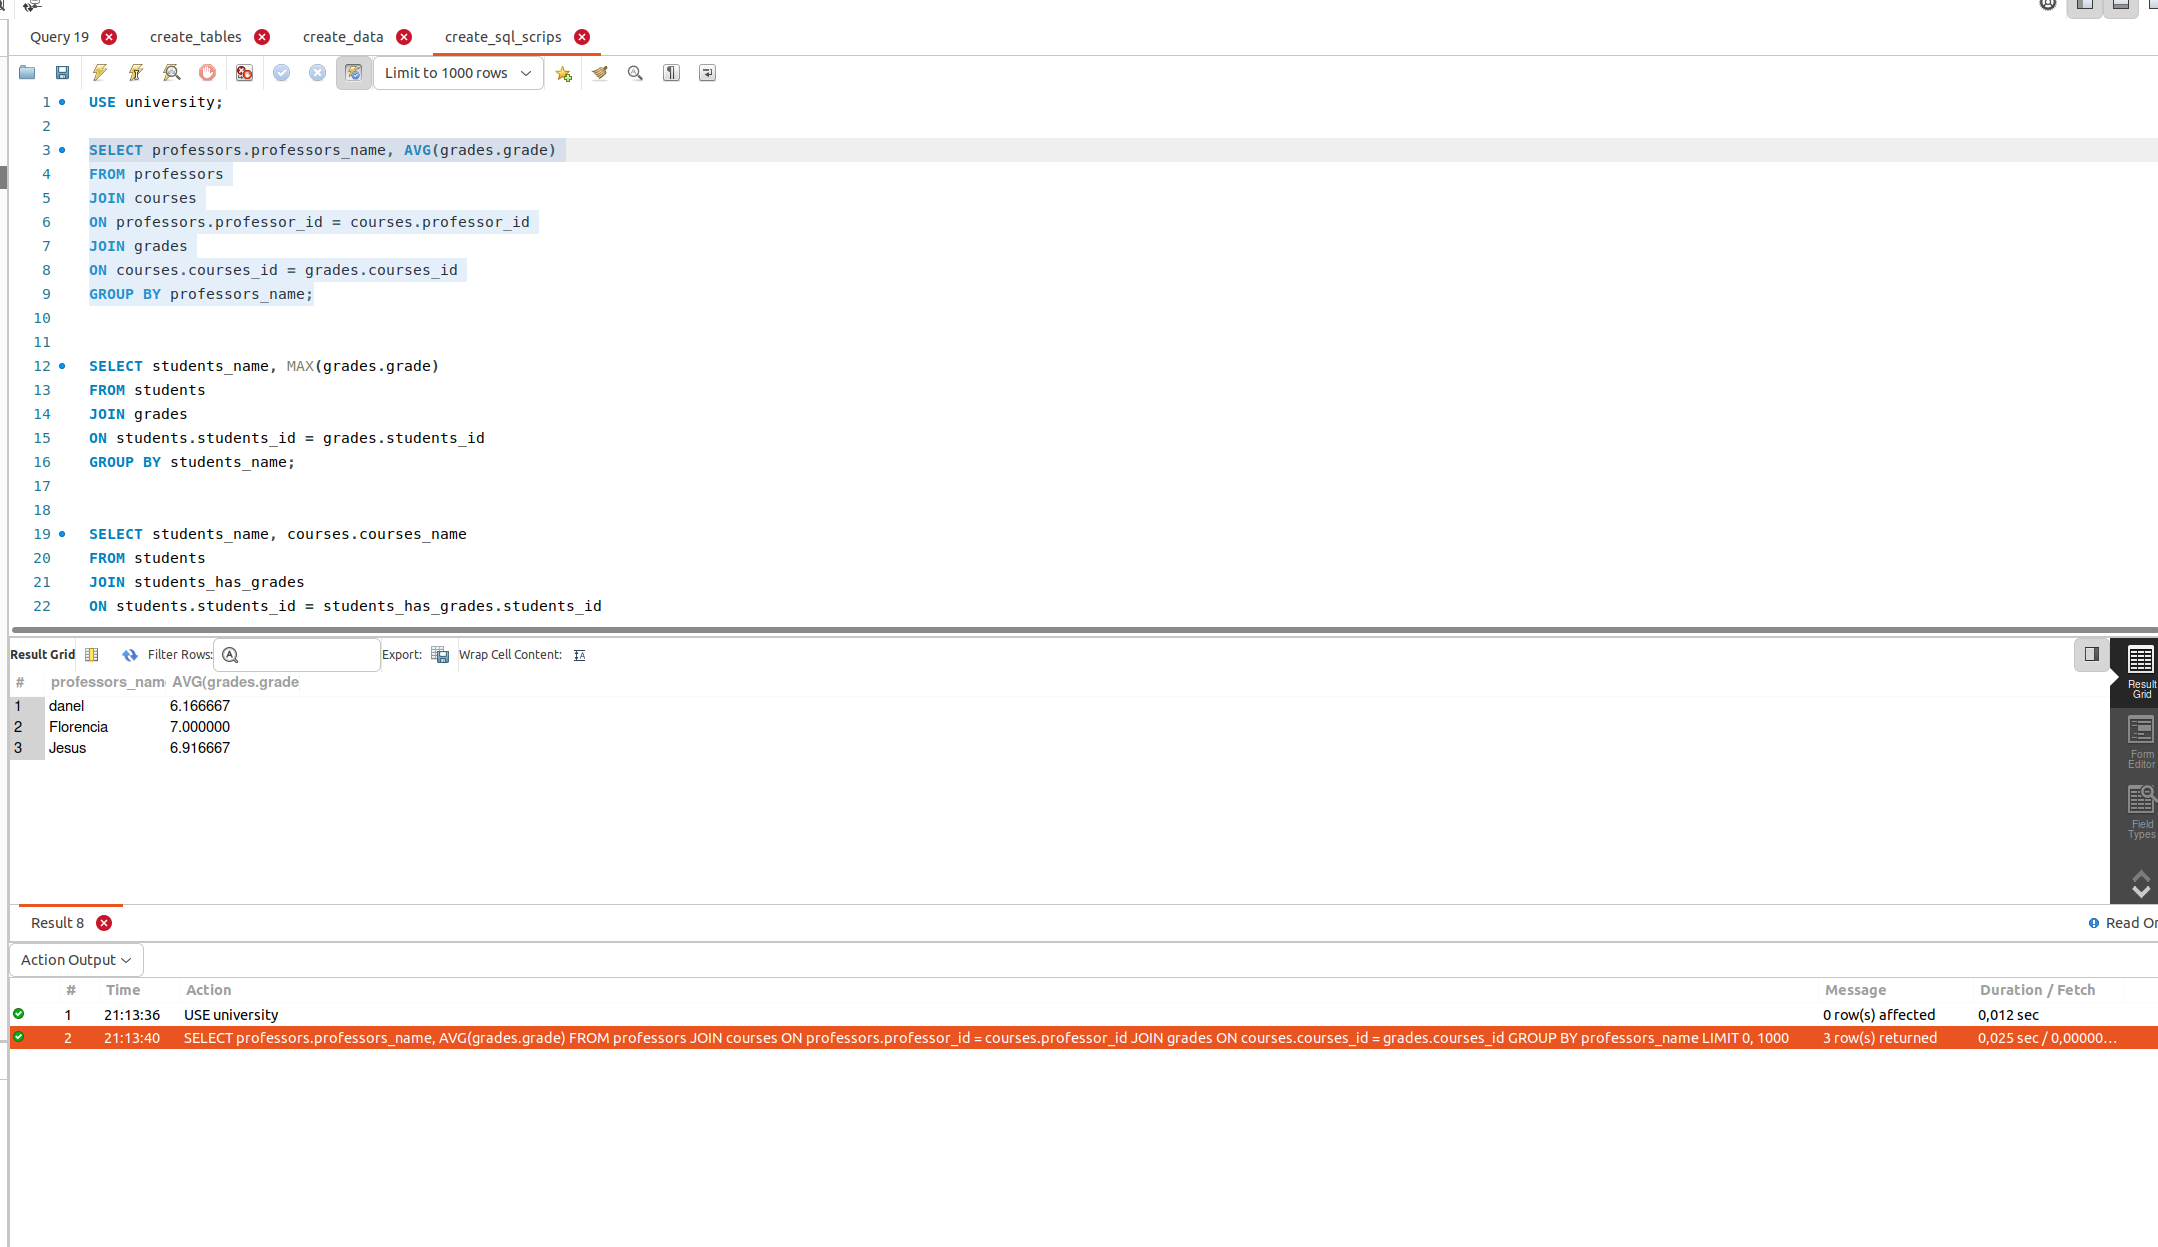 Query 19 create_tables create_data create_sql_scrips
Limit to 1000 rows
1 USE university;
2
3 SELECT professors.professors_name, AVG(grades.grade)
4 FROM professors
5 JOIN courses
6 ON professors.professor_id = courses.professor_id
7 JOIN grades
8 ON courses.courses_id = grades.courses_id
9 GROUP BY professors_name;
10
11
12 SELECT students_name, MAX(grades.grade)
13 FROM students
14 JOIN grades
15 ON students.students_id = grades.students_id
16 GROUP BY students_name;
17
18
19 SELECT students_name, courses.courses_name
20 FROM students
21 JOIN students_has_grades
22 ON students.students_id = students_has_grades.students_id
Result Grid Filter Rows: Export: Wrap Cell Content:
# professors_nam AVG(grades.grade
1 danel 6.166667
2 Florencia 7.000000
3 Jesus 6.916667
Result
Grid
Form
Editor
Field
Types
Result 8 Read On
Action Output
# Time Action Message Duration / Fetch
1 21:13:36 USE university 0 row(s) affected 0,012 sec
2 21:13:40 SELECT professors.professors_name, AVG(grades.grade) FROM professors JOIN courses ON professors.professor_id = courses.professor_id JOIN grades ON courses.courses_id = grades.courses_id GROUP BY professors_name LIMIT 0, 1000 3 row(s) returned 0,025 sec / 0,00000...